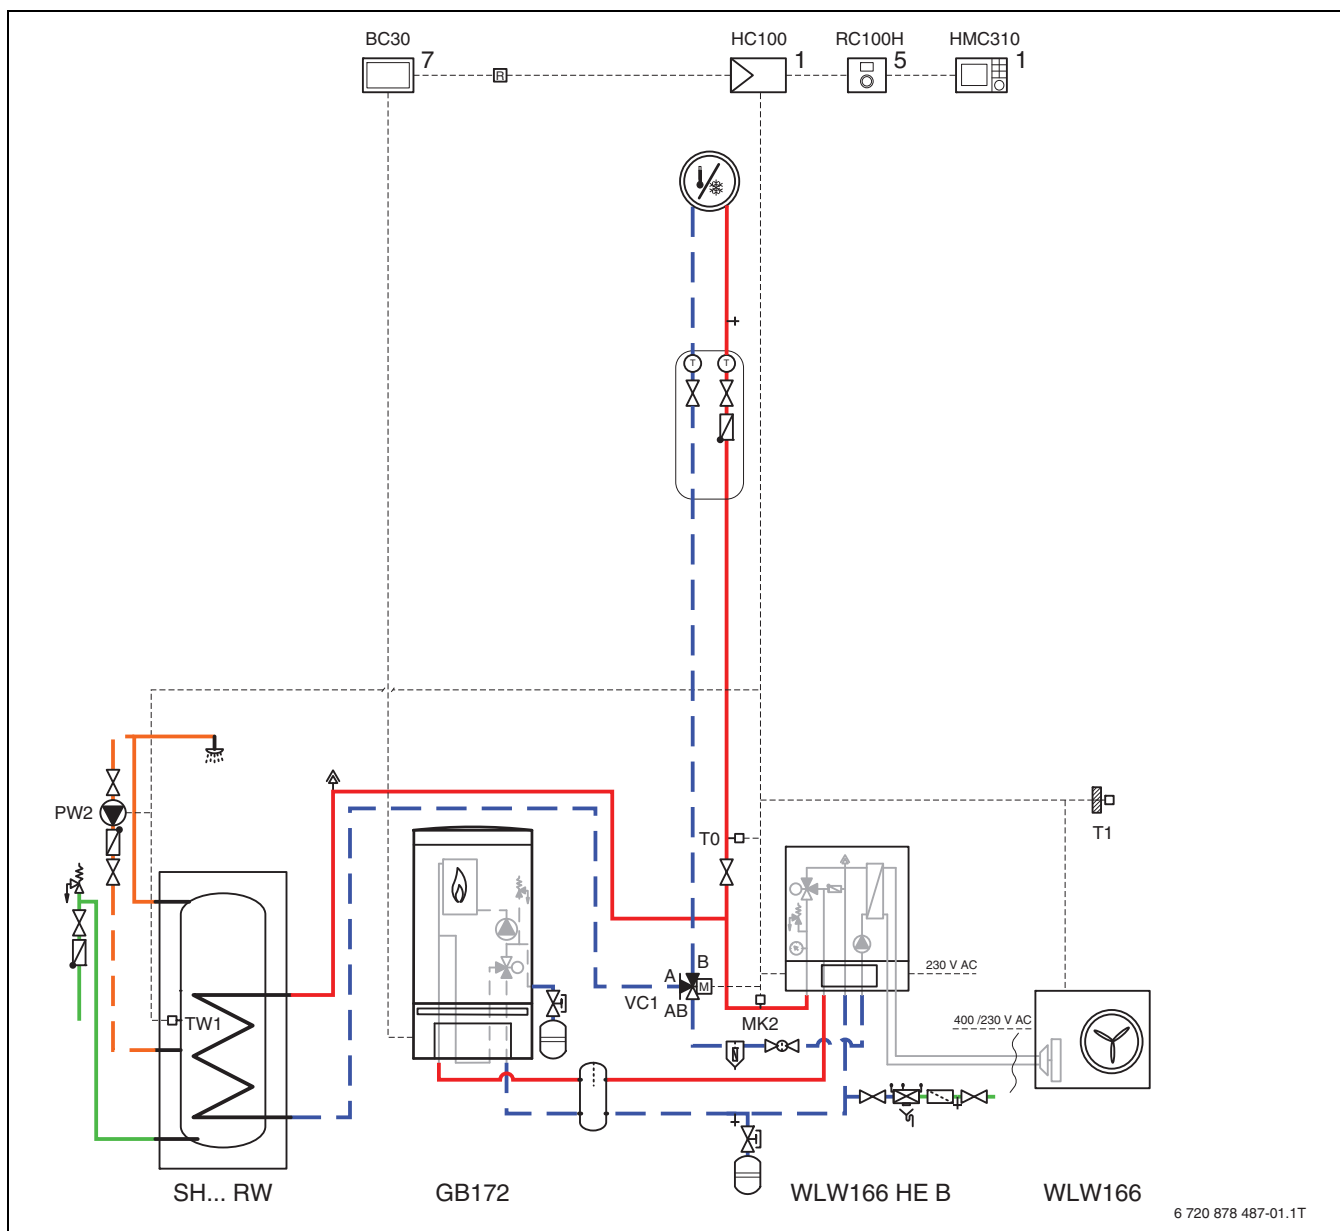 BC30 HC100 RC100H HMC310
7 1 5 1
R
T T
PW2
T0
T1
B
A
M
VC1
AB
230 V AC
TW1
MK2
400 /230 V AC
SH... RW GB172 WLW166 HE B WLW166
6 720 878 487-01.1T